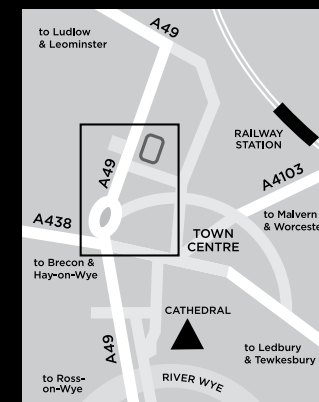 to Ludlow
& Leominster
A49
RAILWAY
STATION
A49
A4103
A438
to Malvern
& Worceste
TOWN
CENTRE
to Brecon &
Hay-on-Wye
CATHEDRAL
A49
to Ledbury
& Tewkesbury
to Ross-
on-Wye
RIVER WYE